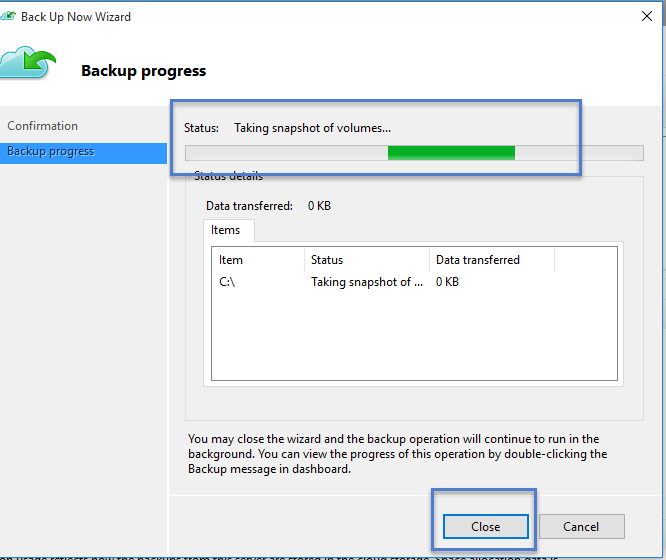 Back Up Now Wizard
Backup progress
Confirmation
Backup progress
Status: Taking snapshot of volumes...
Status details
Data transferred: 0 KB
Items
Item Status Data transferred
C:\ Taking snapshot of ... 0 KB
You may close the wizard and the backup operation will continue to run in the
background. You can view the progress of this operation by double-clicking the
Backup message in dashboard.
Close Cancel